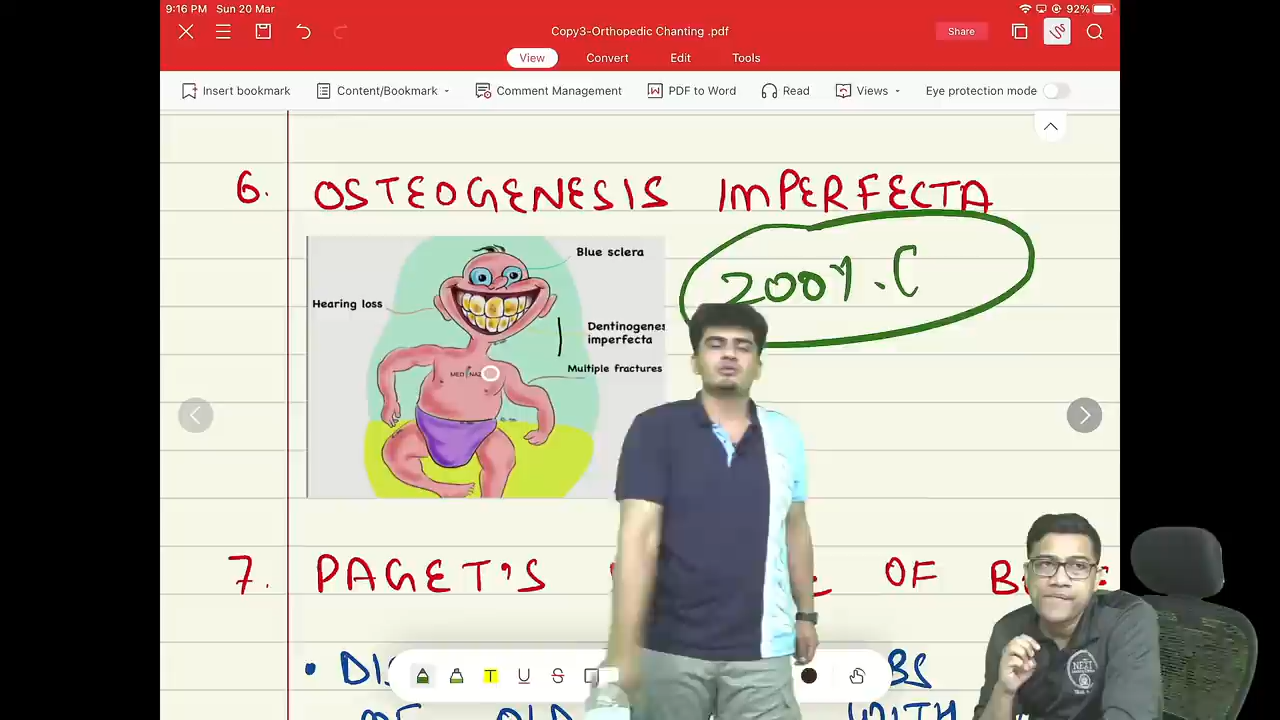 9:16 PM Sun 20 Mar
92%
Copy3-Orthopedic Chanting .pdf
Share
View Convert Edit Tools
Insert bookmark Content/Bookmark Comment Management PDF to Word Read Views Eye protection mode
6. OSTEOGENESIS IMPERFECTA
Blue sclera
Hearing loss
Dentinogenes
imperfecta
Multiple fractures
7. PAGET'S OF
WITH